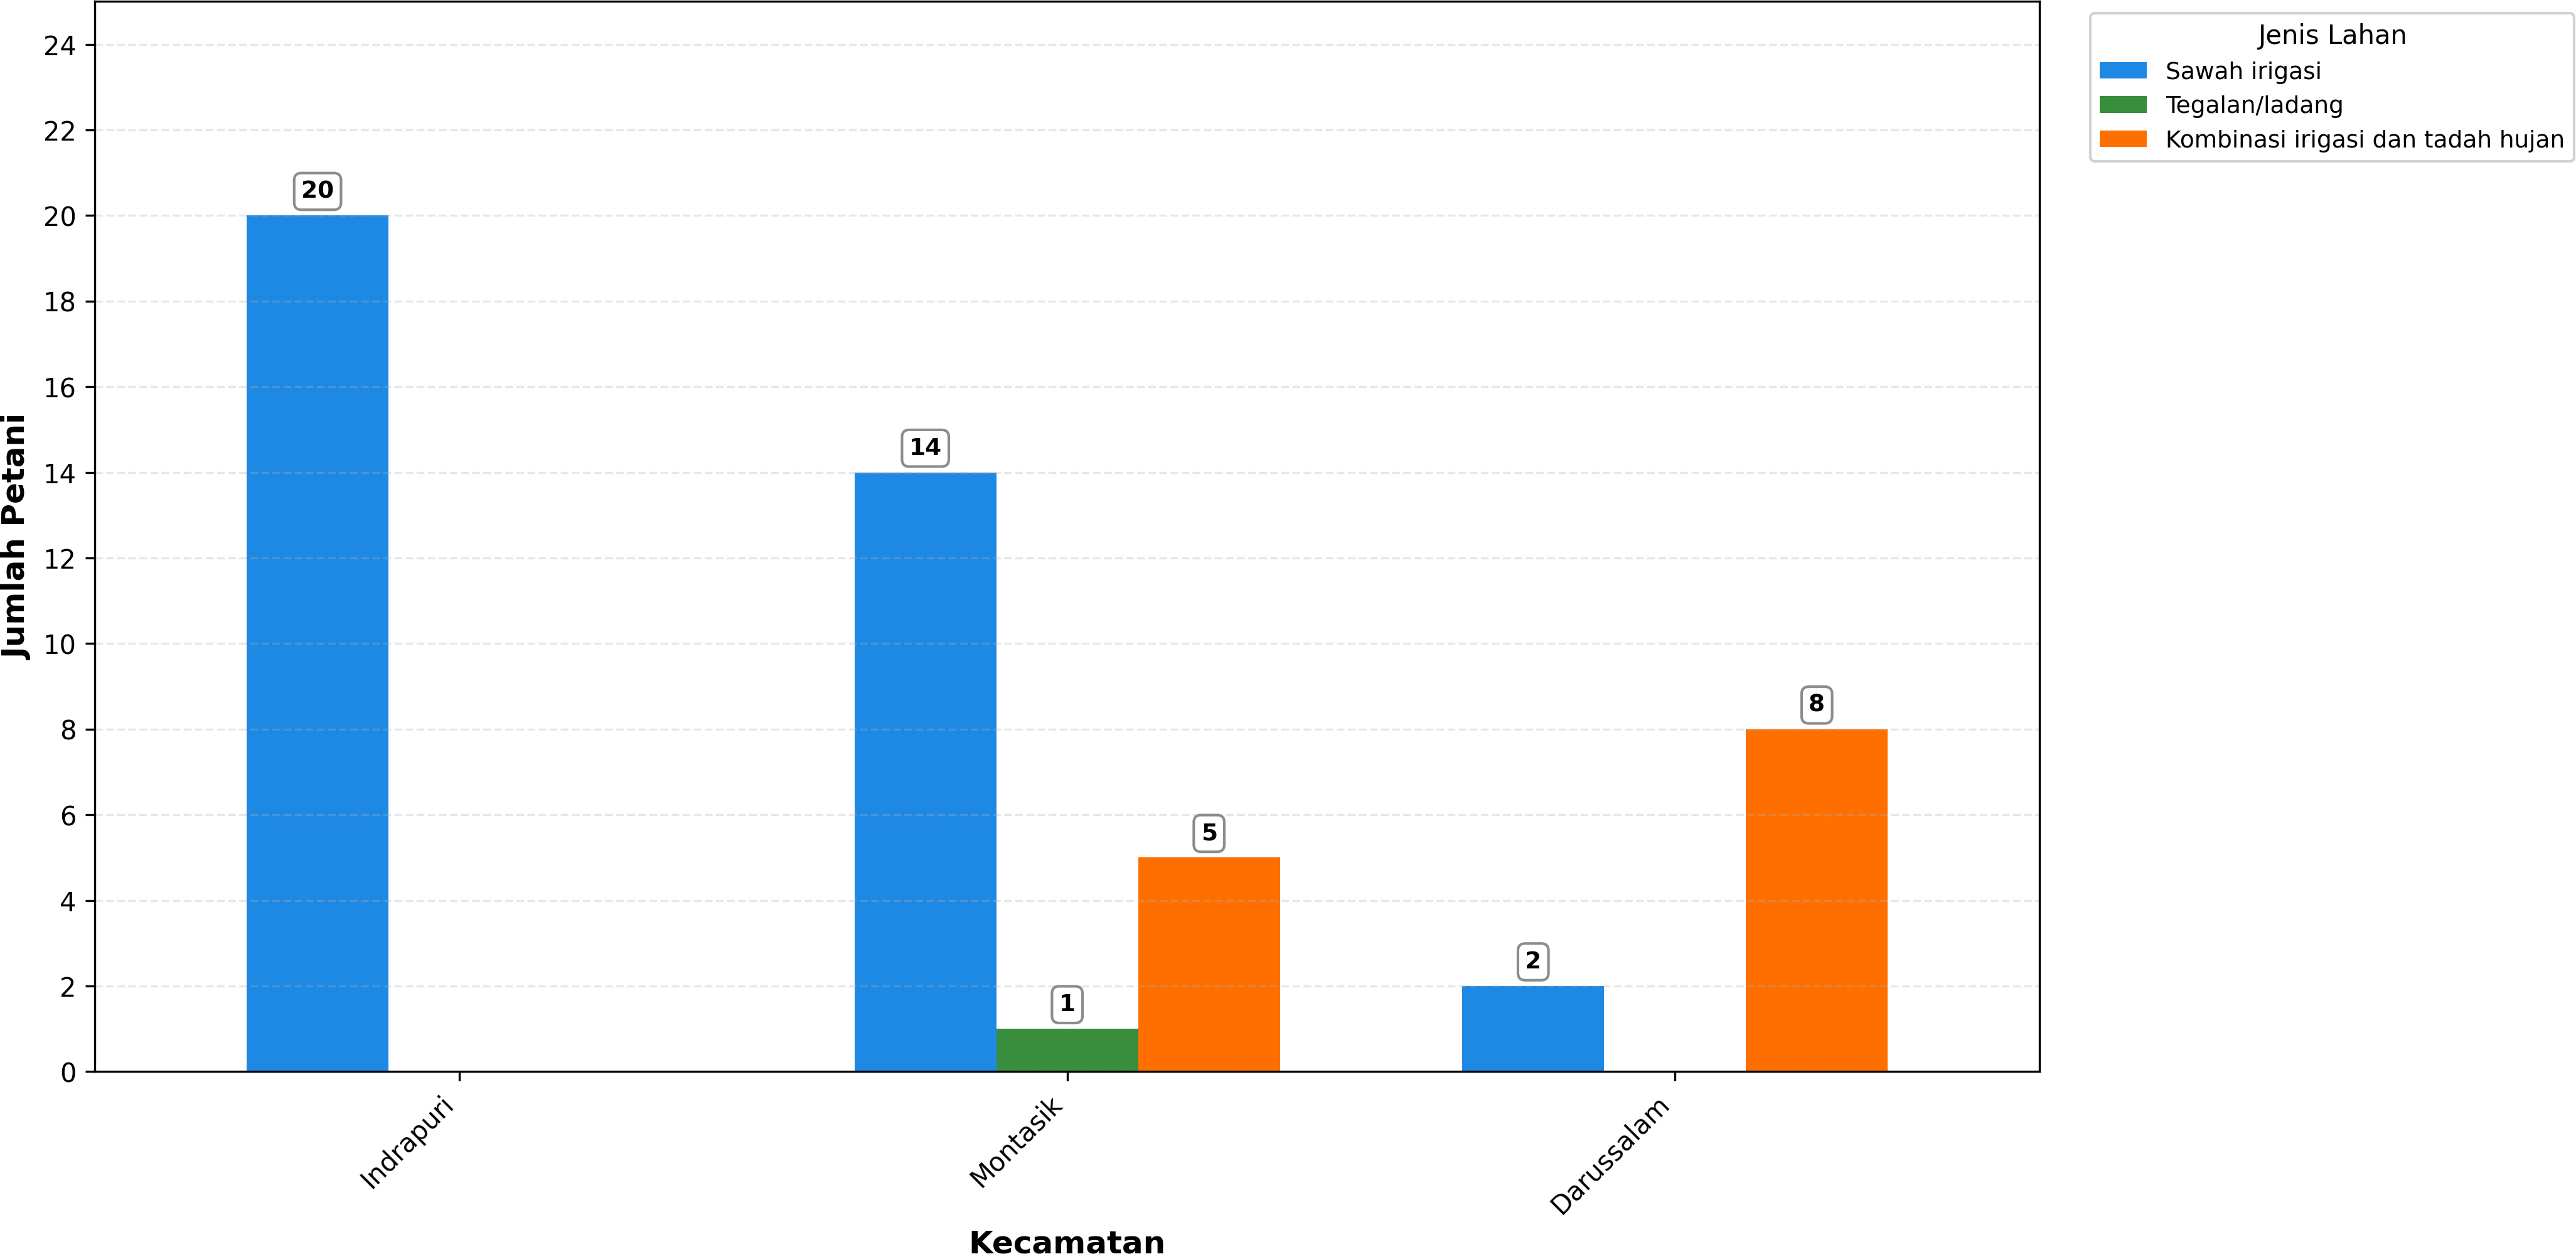 Jumlah Petani
24
22
20
18
16
14
12
10
8
6
4
2
0
20
14
1
5
2
8
Indrapuri
Montasik
Darussalam
Kecamatan
Jenis Lahan
Sawah irigasi
Tegalan/ladang
Kombinasi irigasi dan tadah hujan